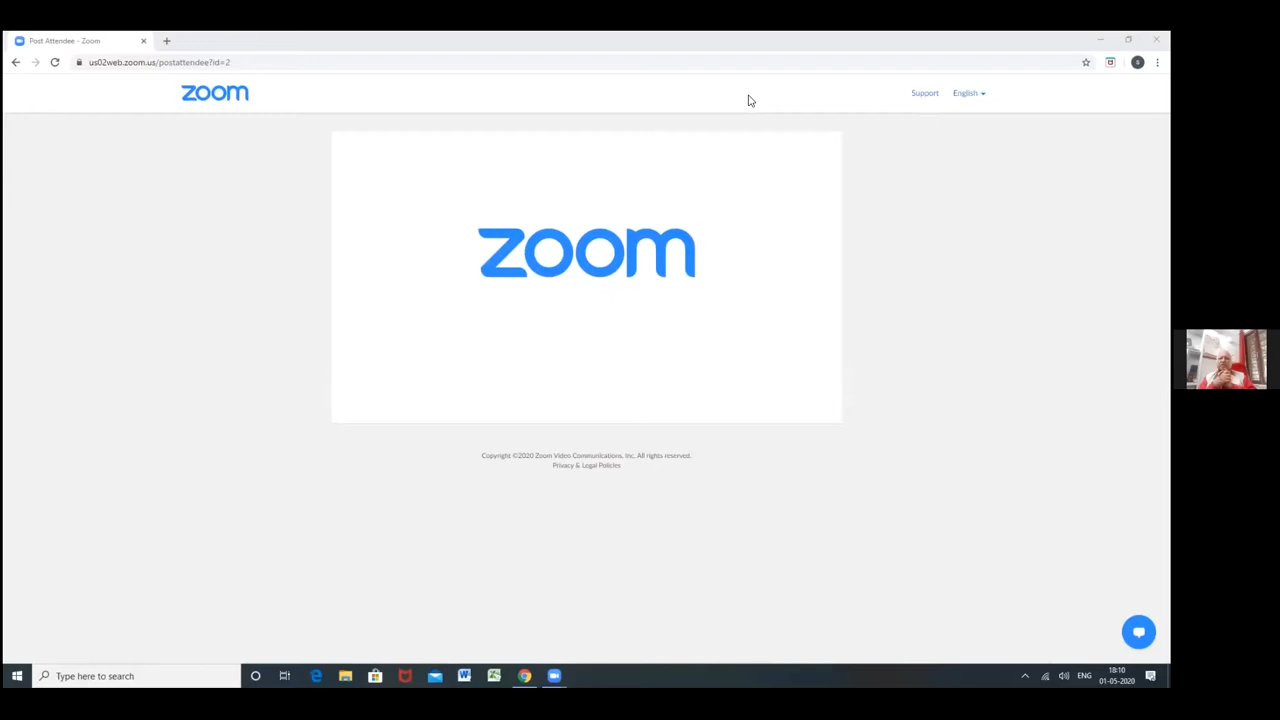 Post Attendee - Zoom
us02web.zoom.us/postattendee?id=2
zoom
Support
English
zoom
Copyright ©2020 Zoom Video Communications, Inc. All rights reserved.
Privacy & Legal Policies
Type here to search
ENG
18:10
01-05-2020